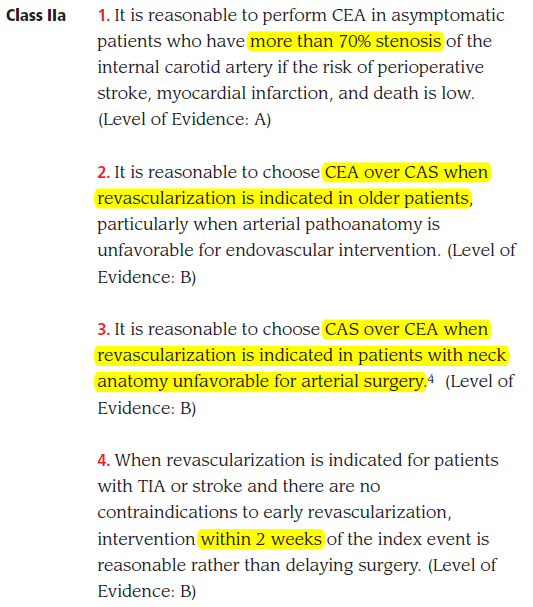 Class IIa 1. It is reasonable to perform CEA in asymptomatic
patients who have more than 70% stenosis of the
internal carotid artery if the risk of perioperative
stroke, myocardial infarction, and death is low.
(Level of Evidence: A)
2. It is reasonable to choose CEA over CAS when
revascularization is indicated in older patients,
particularly when arterial pathoanatomy is
unfavorable for endovascular intervention. (Level of
Evidence: B)
3. It is reasonable to choose CAS over CEA when
revascularization is indicated in patients with neck
anatomy unfavorable for arterial surgery.4 (Level of
Evidence: B)
4. When revascularization is indicated for patients
with TIA or stroke and there are no
contraindications to early revascularization,
intervention within 2 weeks of the index event is
reasonable rather than delaying surgery. (Level of
Evidence: B)